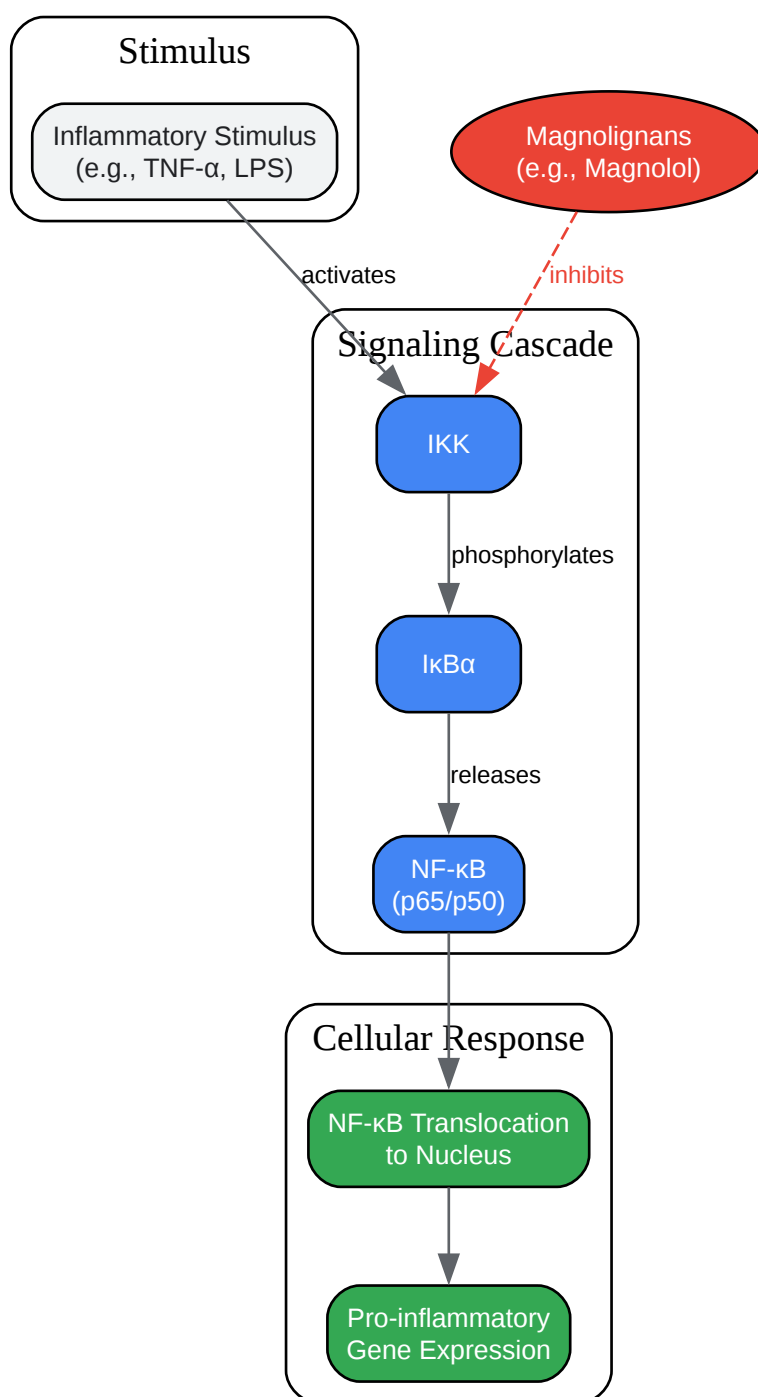 Stimulus
Inflammatory Stimulus
(e.g., TNF-α, LPS)
Magnolignans
(e.g., Magnolol)
activates
inhibits
Signaling Cascade
IKK
phosphorylates
IκBα
releases
NF-κB
(p65/p50)
Cellular Response
NF-κB Translocation
to Nucleus
Pro-inflammatory
Gene Expression